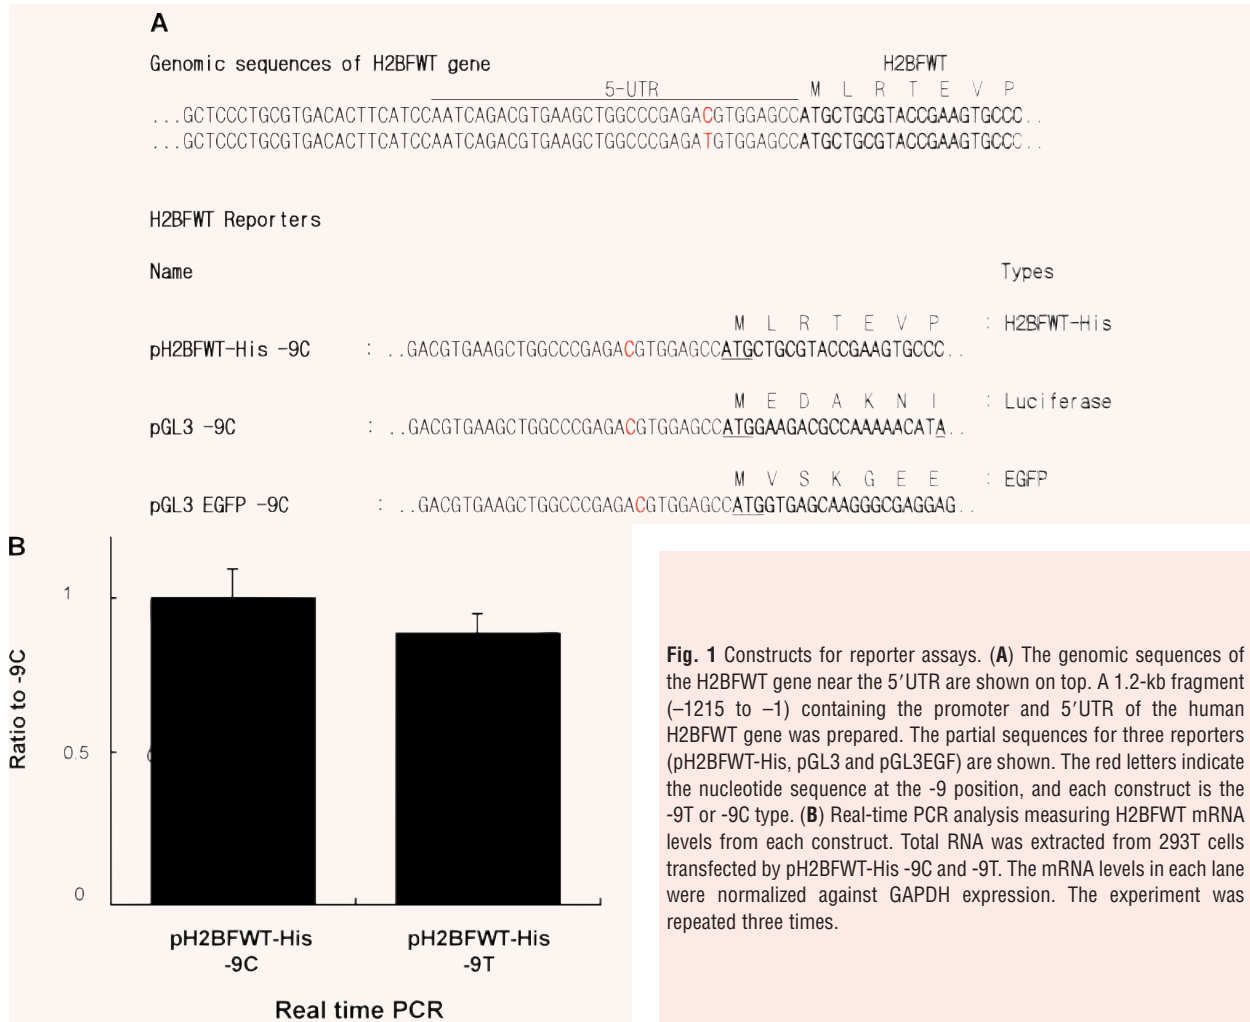 A
Genomic sequences of H2BFWT gene
H2BFWT
5-UTR
M L R T E V P
...GCTCCCTGCGTGACACTTCATCCAATCAGACGTGAAGCTGGCCCGAGACGTGGAGCCATGCTGCGTACCGAAGTGCCC..
...GCTCCCTGCGTGACACTTCATCCAATCAGACGTGAAGCTGGCCCGAGATGTGGAGCCATGCTGCGTACCGAAGTGCCC..
H2BFWT Reporters
Name Types
M L R T E V P : H2BFWT-His
pH2BFWT-His -9C : ..GACGTGAAGCTGGCCCGAGACGTGGAGCCATGCTGCGTACCGAAGTGCCC..
M E D A K N I : Luciferase
pGL3 -9C : ..GACGTGAAGCTGGCCCGAGACGTGGAGCCATGGAAGACGCCAAAAACATA..
M V S K G E E : EGFP
pGL3 EGFP -9C : ..GACGTGAAGCTGGCCCGAGACGTGGAGCCATGGTGAGCAAGGGCGAGGAG..
B
Ratio to -9C
1
0.5
0
pH2BFWT-His
-9C
pH2BFWT-His
-9T
Real time PCR
Fig. 1 Constructs for reporter assays. (A) The genomic sequences of
the H2BFWT gene near the 5′UTR are shown on top. A 1.2-kb fragment
(–1215 to –1) containing the promoter and 5′UTR of the human
H2BFWT gene was prepared. The partial sequences for three reporters
(pH2BFWT-His, pGL3 and pGL3EGF) are shown. The red letters indicate
the nucleotide sequence at the -9 position, and each construct is the
-9T or -9C type. (B) Real-time PCR analysis measuring H2BFWT mRNA
levels from each construct. Total RNA was extracted from 293T cells
transfected by pH2BFWT-His -9C and -9T. The mRNA levels in each lane
were normalized against GAPDH expression. The experiment was
repeated three times.